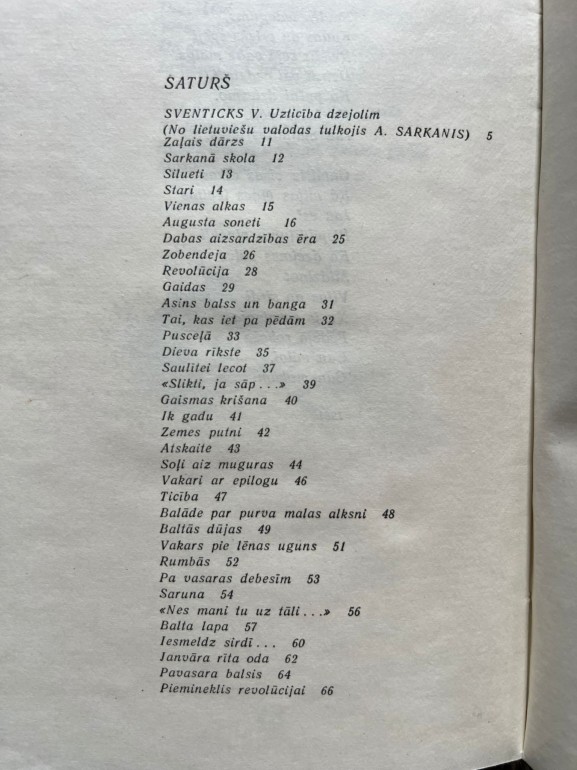 SATURS
SVENTICKS V. Uzticība dzejolim
(No lietuviešu valodas tulkojis A. SARKANIS) 5
Zaļais dārzs 11
Sarkanā skola 12
Silueti 13
Stari 14
Vienas alkas 15
Augusta soneti 16
Dabas aizsardzības ēra 25
Zobendeja 26
Revolūcija 28
Gaidas 29
Asins balss un banga 31
Tai, kas iet pa pēdām 32
Pusceļā 33
Dieva rīkste 35
Saulītei lecot 37
«Slikti, ja sāp...» 39
Gaismas krišana 40
Ik gadu 41
Zemes putni 42
Atskaite 43
Soļi aiz muguras 44
Vakari ar epilogu 46
Ticība 47
Balāde par purva malas alksni 48
Baltās dūjas 49
Vakars pie lēnas uguns 51
Rumbās 52
Pa vasaras debesīm 53
Saruna 54
«Nes mani tu uz tāli...» 56
Balta lapa 57
Iesmeldz sirdī... 60
Janvāra rīta oda 62
Pavasara balsis 64
Piemineklis revolūcijai 66